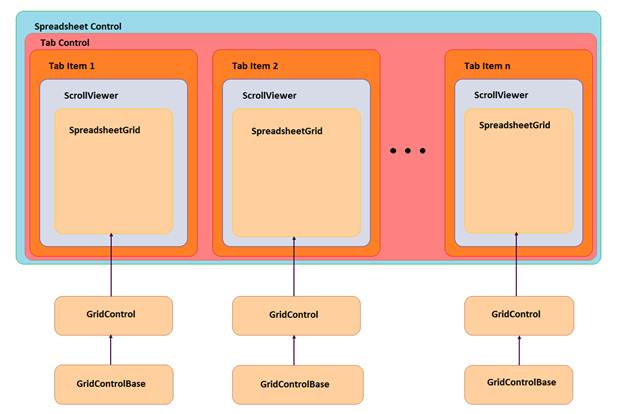 Spreadsheet Control
Tab Control
Tab Item 1
Tab Item 2
Tab Item n
ScrollViewer
ScrollViewer
ScrollViewer
SpreadsheetGrid
SpreadsheetGrid
SpreadsheetGrid
GridControl
GridControl
GridControl
GridControlBase
GridControlBase
GridControlBase